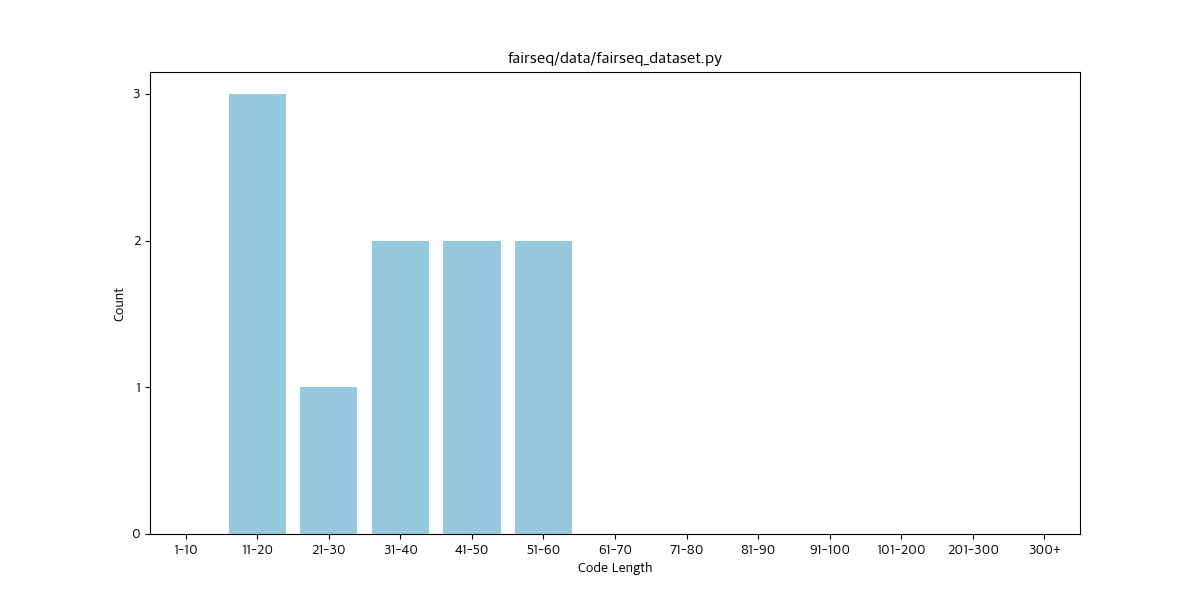 fairseq/data/fairseq_dataset.py
3
2
1
0
Count
1-10 11-20 21-30 31-40 41-50 51-60 61-70 71-80 81-90 91-100 101-200 201-300 300+
Code Length